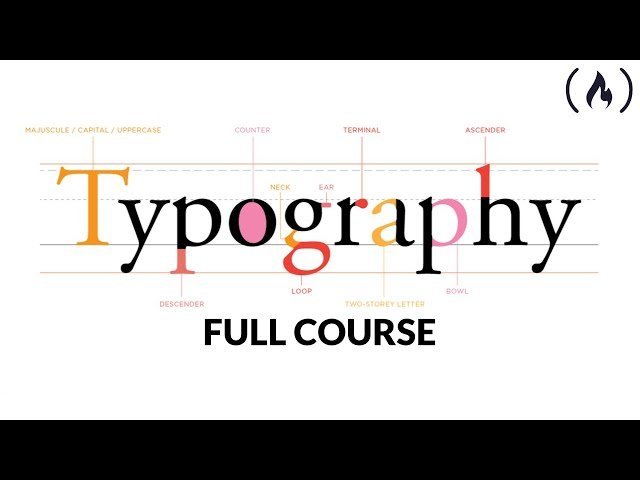 MAJUSCULE / CAPITAL / UPPERCASE COUNTER TERMINAL ASCENDER
NECK EAR
Typography
DESCENDER LOOP TWO-STOREY LETTER BOWL
FULL COURSE